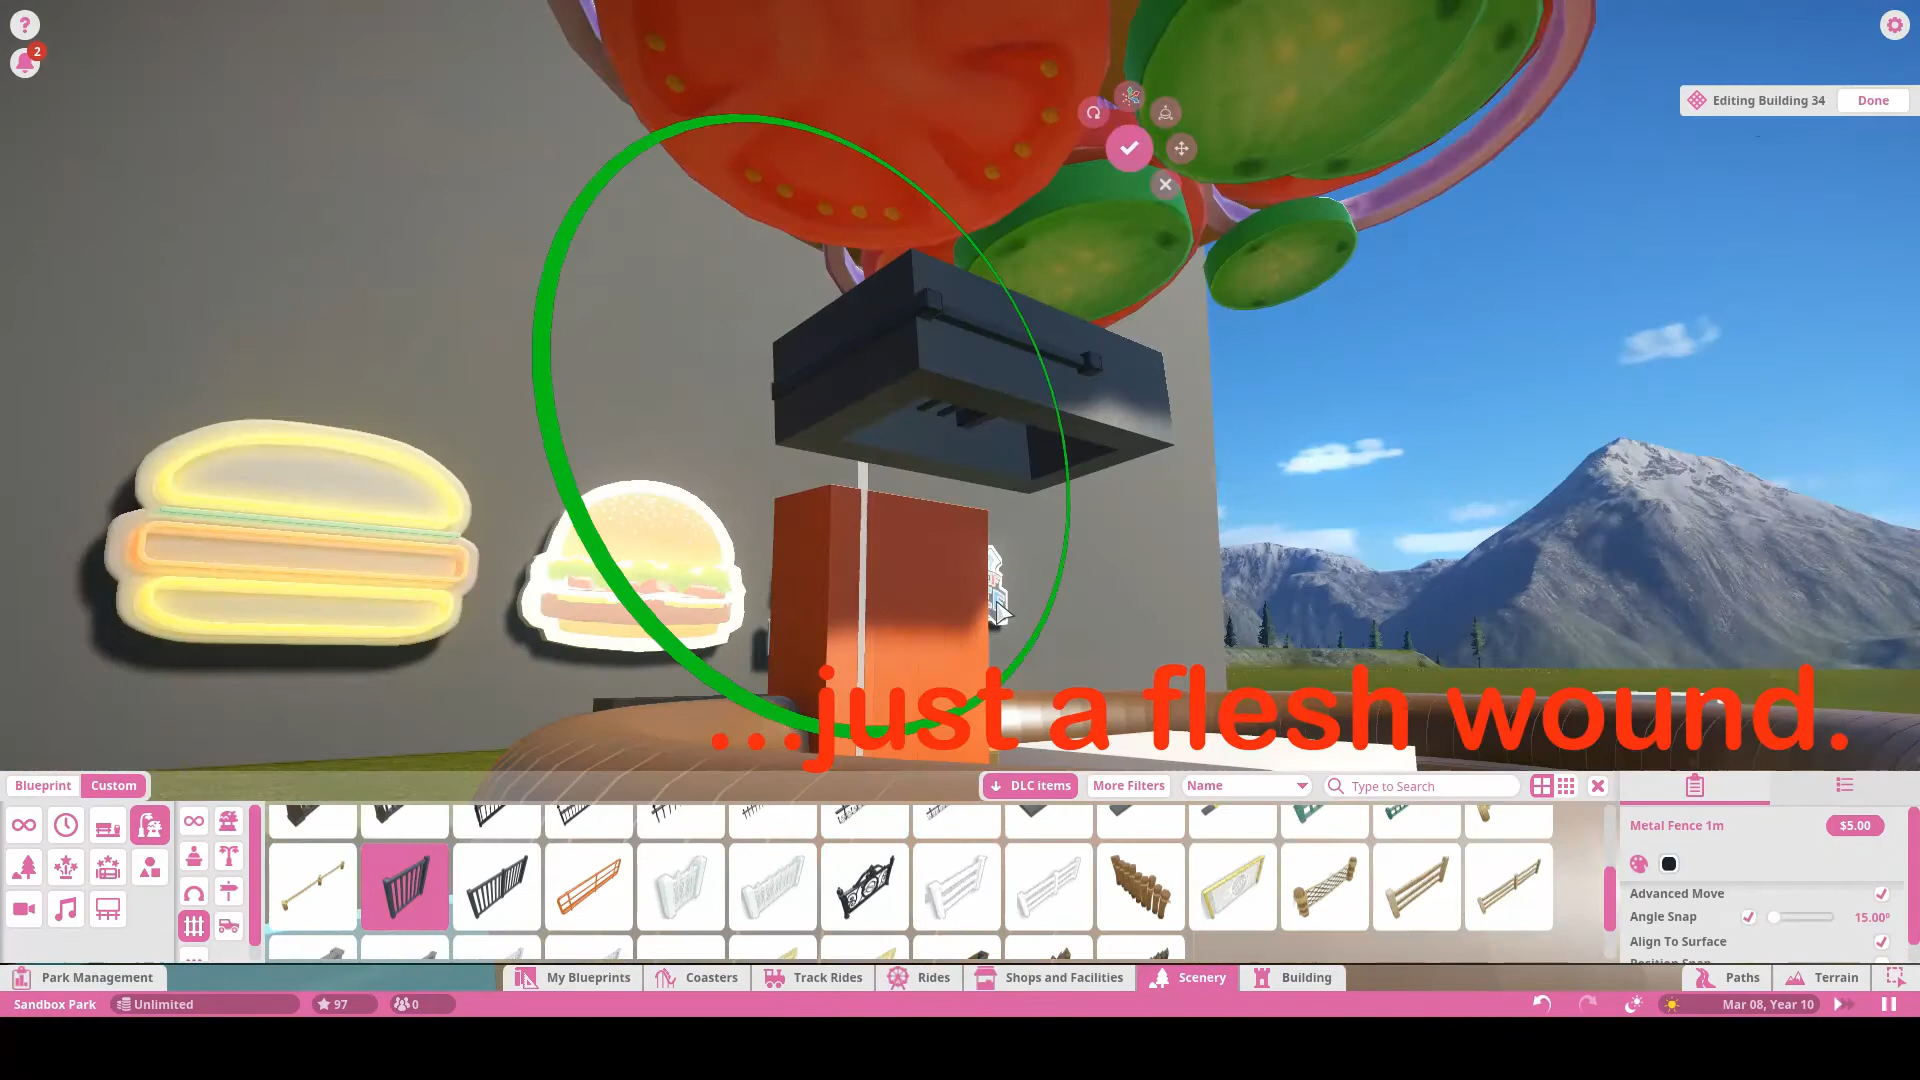 2
Editing Building 34
Done
...just a flesh wound.
Blueprint
Custom
DLC items
More Filters
Name
Type to Search
Metal Fence 1m
$5.00
Advanced Move
Angle Snap
15.00°
Align To Surface
Park Management
My Blueprints
Coasters
Track Rides
Rides
Shops and Facilities
Scenery
Building
Paths
Terrain
Sandbox Park
Unlimited
97
0
Mar 08, Year 10